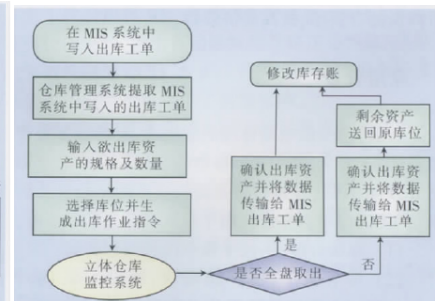 在 MIS 系统中
写入出库工单
仓库管理系统提取 MIS
系统中写入的出库工单
输入欲出库资
产的规格及数量
选择库位并生
成出库作业指令
立体仓库
监控系统
是否全盘取出
是
否
确认出库资
产并将数据
传输给 MIS
出库工单
确认出库资
产并将数据
传输给 MIS
出库工单
剩余资产
送回原库位
修改库存账